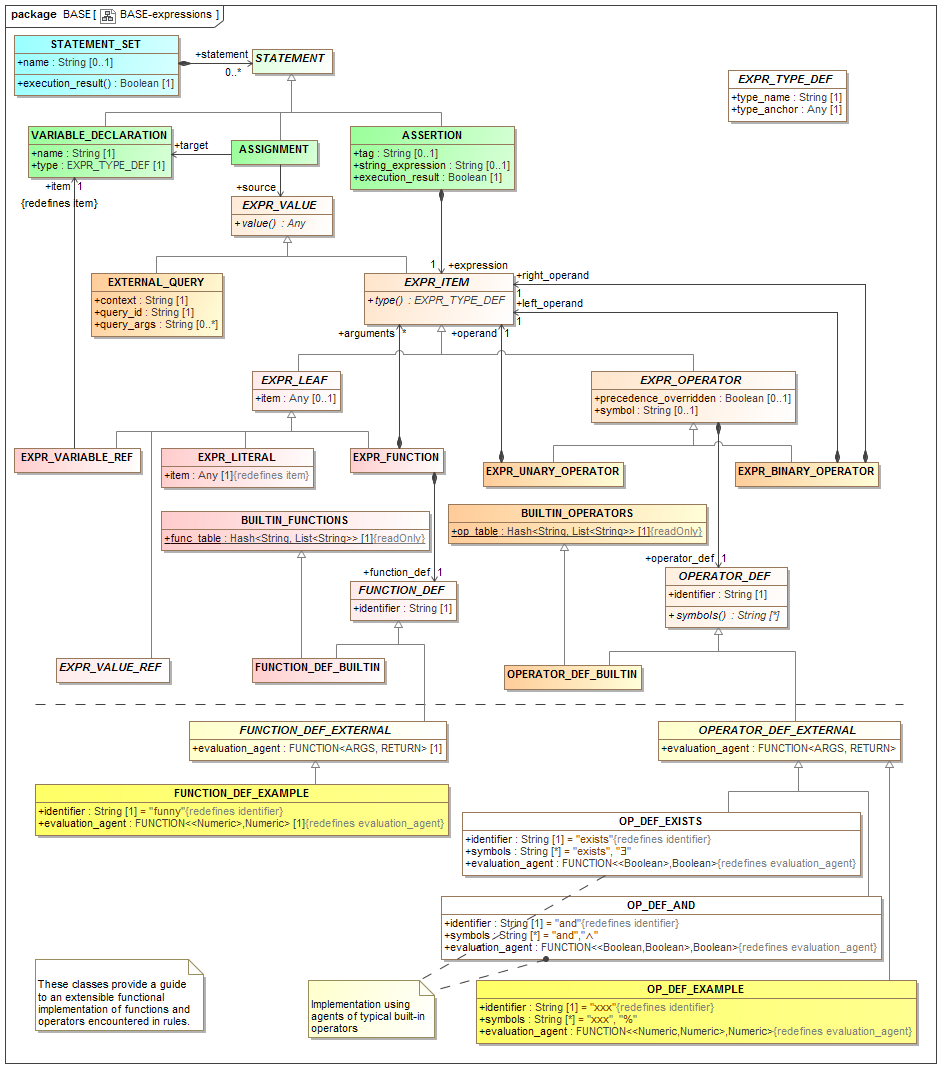 package BASE [ BASE-expressions ]
STATEMENT_SET
+name : String [0..1]
+execution_result() : Boolean [1]
+statement
0..*
STATEMENT
EXPR_TYPE_DEF
+type_name : String [1]
+type_anchor : Any [1]
VARIABLE_DECLARATION
+name : String [1]
+type : EXPR_TYPE_DEF [1]
+target
ASSIGNMENT
ASSERTION
+tag : String [0..1]
+string_expression : String [0..1]
+execution_result : Boolean [1]
+item 1
{redefines item}
+source
EXPR_VALUE
+value() : Any
1 +expression
EXTERNAL_QUERY
+context : String [1]
+query_id : String [1]
+query_args : String [0..*]
EXPR_ITEM
+type() : EXPR_TYPE_DEF
+right_operand
1
+left_operand
1
+arguments *
+operand 1
EXPR_LEAF
+item : Any [0..1]
EXPR_OPERATOR
+precedence_overridden : Boolean [0..1]
+symbol : String [0..1]
EXPR_VARIABLE_REF
EXPR_LITERAL
+item : Any [1]{redefines item}
EXPR_FUNCTION
EXPR_UNARY_OPERATOR
EXPR_BINARY_OPERATOR
BUILTIN_FUNCTIONS
+func_table : Hash<String, List<String>> [1]{readOnly}
BUILTIN_OPERATORS
+op_table : Hash<String, List<String>> [1]{readOnly}
+function_def 1
FUNCTION_DEF
+identifier : String [1]
+operator_def 1
OPERATOR_DEF
+identifier : String [1]
+symbols() : String [*]
EXPR_VALUE_REF
FUNCTION_DEF_BUILTIN
OPERATOR_DEF_BUILTIN
FUNCTION_DEF_EXTERNAL
+evaluation_agent : FUNCTION<ARGS, RETURN> [1]
OPERATOR_DEF_EXTERNAL
+evaluation_agent : FUNCTION<ARGS, RETURN>
FUNCTION_DEF_EXAMPLE
+identifier : String [1] = "funny"{redefines identifier}
+evaluation_agent : FUNCTION<<Numeric>,Numeric> [1]{redefines evaluation_agent}
OP_DEF_EXISTS
+identifier : String [1] = "exists"{redefines identifier}
+symbols : String [*] = "exists", "∃"
+evaluation_agent : FUNCTION<<Boolean>,Boolean>{redefines evaluation_agent}
OP_DEF_AND
+identifier : String [1] = "and"{redefines identifier}
+symbols : String [*] = "and","∧"
+evaluation_agent : FUNCTION<<Boolean,Boolean>,Boolean>{redefines evaluation_agent}
These classes provide a guide
to an extensible functional
implementation of functions and
operators encountered in rules.
Implementation using
agents of typical built-in
operators
OP_DEF_EXAMPLE
+identifier : String [1] = "xxx"{redefines identifier}
+symbols : String [*] = "xxx", "%"
+evaluation_agent : FUNCTION<<Numeric,Numeric>,Numeric>{redefines evaluation_agent}